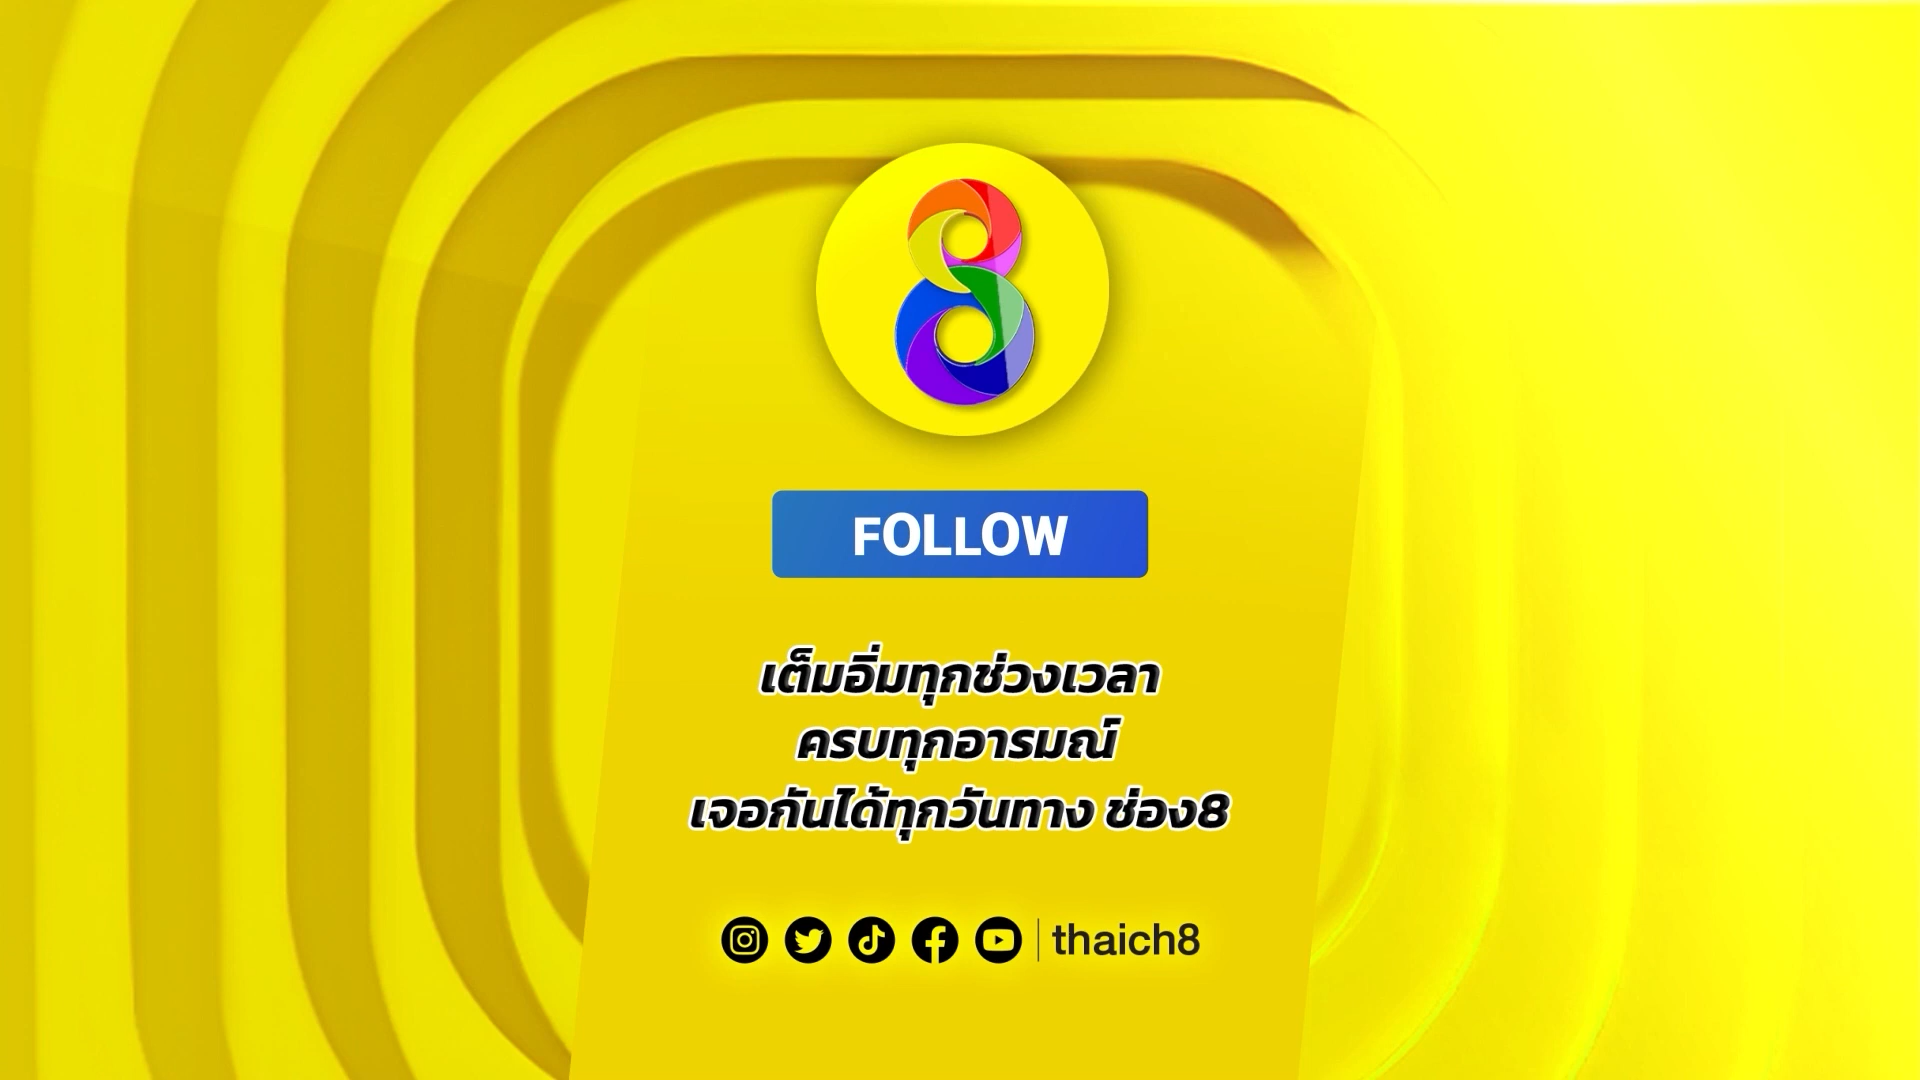 8
FOLLOW
เต็มอิ่มทุกช่วงเวลา
ครบทุกอารมณ์
เจอกันได้ทุกวันทาง ช่อง8
thaich8